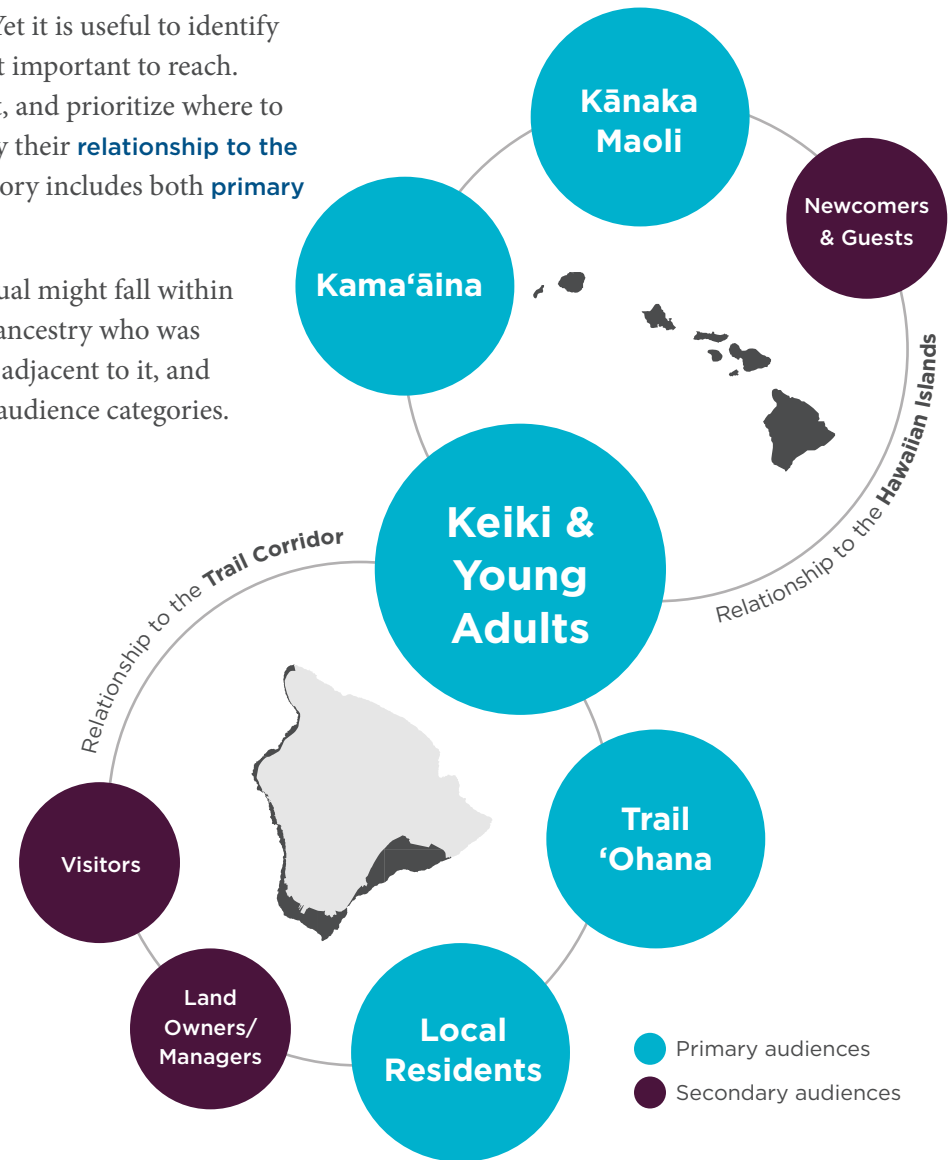 Yet it is useful to identify
t important to reach.
t, and prioritize where to
y their relationship to the
ory includes both primary
ual might fall within
ancestry who was
adjacent to it, and
audience categories.
Kānaka
Maoli
Newcomers
& Guests
Kamaʻāina
Relationship to the Hawaiian Islands
Keiki &
Young
Adults
Relationship to the Trail Corridor
Trail
ʻOhana
Visitors
Land
Owners/
Managers
Local
Residents
Primary audiences
Secondary audiences